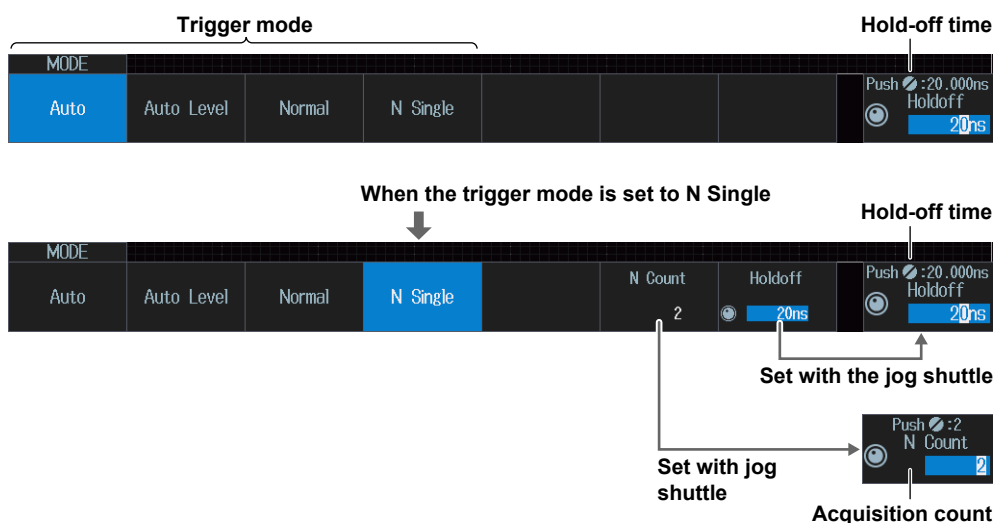 Trigger mode
Hold-off time
MODE
Auto
Auto Level
Normal
N Single
Push :20.000ns
Holdoff
20ns
When the trigger mode is set to N Single
Hold-off time
MODE
Auto
Auto Level
Normal
N Single
N Count
2
Holdoff
20ns
Push :20.000ns
Holdoff
20ns
Set with the jog shuttle
Push :2
N Count
2
Set with jog
shuttle
Acquisition count